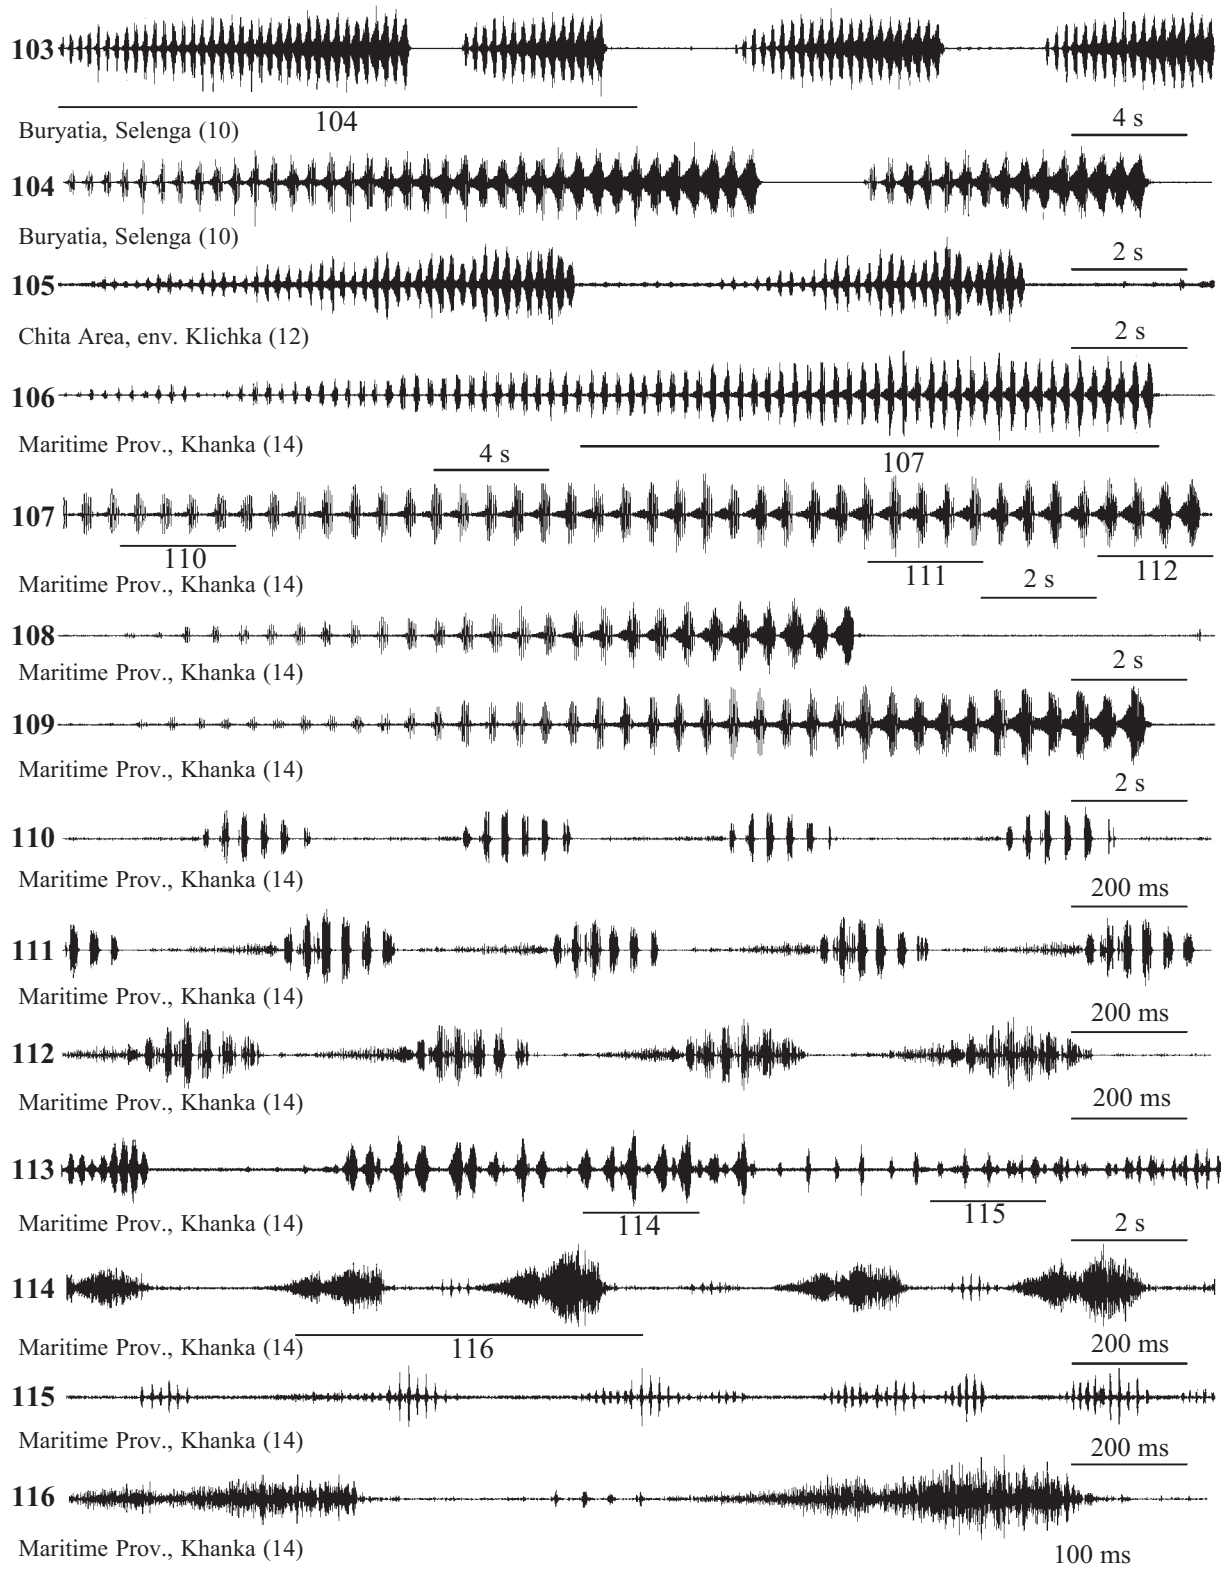 103
104
Buryatia, Selenga (10)
4 s
104
Buryatia, Selenga (10)
2 s
105
Chita Area, env. Klichka (12)
2 s
106
Maritime Prov., Khanka (14)
4 s
107
107
110
111
112
Maritime Prov., Khanka (14)
2 s
108
Maritime Prov., Khanka (14)
2 s
109
Maritime Prov., Khanka (14)
2 s
110
Maritime Prov., Khanka (14)
200 ms
111
Maritime Prov., Khanka (14)
200 ms
112
Maritime Prov., Khanka (14)
200 ms
113
114
115
Maritime Prov., Khanka (14)
2 s
114
Maritime Prov., Khanka (14)
116
200 ms
115
Maritime Prov., Khanka (14)
200 ms
116
Maritime Prov., Khanka (14)
100 ms